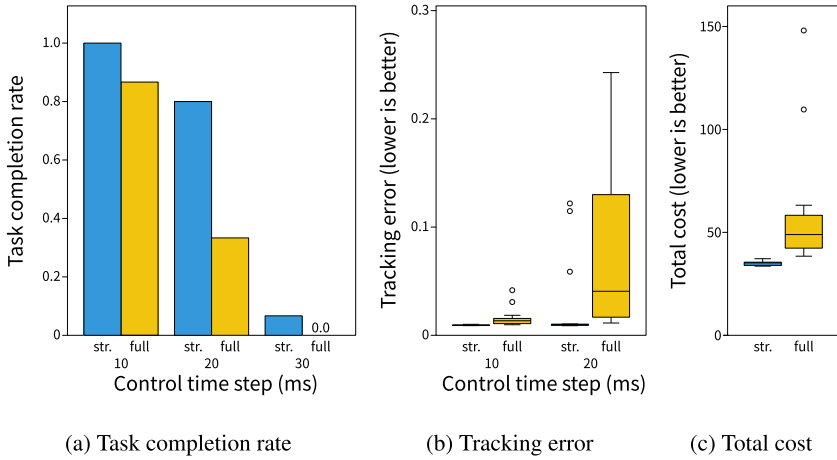 Task completion rate
1.0
0.8
0.6
0.4
0.2
0
0.0
str. full str. full str. full
10 20 30
Control time step (ms)
(a) Task completion rate
Tracking error (lower is better)
0.3
0.2
0.1
0
str. full str. full
10 20
Control time step (ms)
(b) Tracking error
Total cost (lower is better)
150
100
50
0
str. full
(c) Total cost